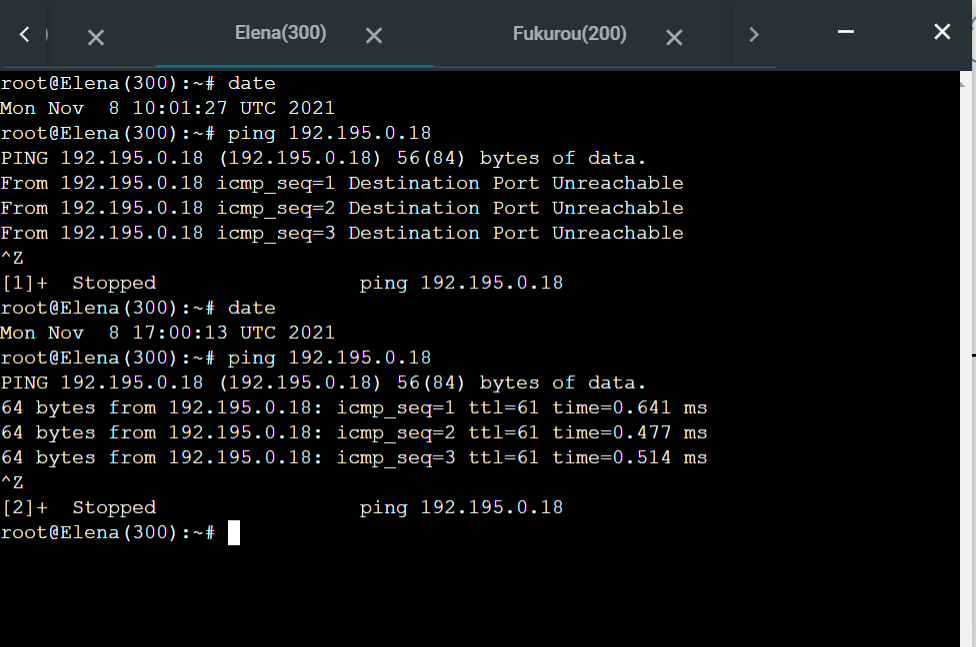 Elena(300)
Fukurou(200)
root@Elena(300):~# date
Mon Nov  8 10:01:27 UTC 2021
root@Elena(300):~# ping 192.195.0.18
PING 192.195.0.18 (192.195.0.18) 56(84) bytes of data.
From 192.195.0.18 icmp_seq=1 Destination Port Unreachable
From 192.195.0.18 icmp_seq=2 Destination Port Unreachable
From 192.195.0.18 icmp_seq=3 Destination Port Unreachable
^Z
[1]+  Stopped                 ping 192.195.0.18
root@Elena(300):~# date
Mon Nov  8 17:00:13 UTC 2021
root@Elena(300):~# ping 192.195.0.18
PING 192.195.0.18 (192.195.0.18) 56(84) bytes of data.
64 bytes from 192.195.0.18: icmp_seq=1 ttl=61 time=0.641 ms
64 bytes from 192.195.0.18: icmp_seq=2 ttl=61 time=0.477 ms
64 bytes from 192.195.0.18: icmp_seq=3 ttl=61 time=0.514 ms
^Z
[2]+  Stopped                 ping 192.195.0.18
root@Elena(300):~#